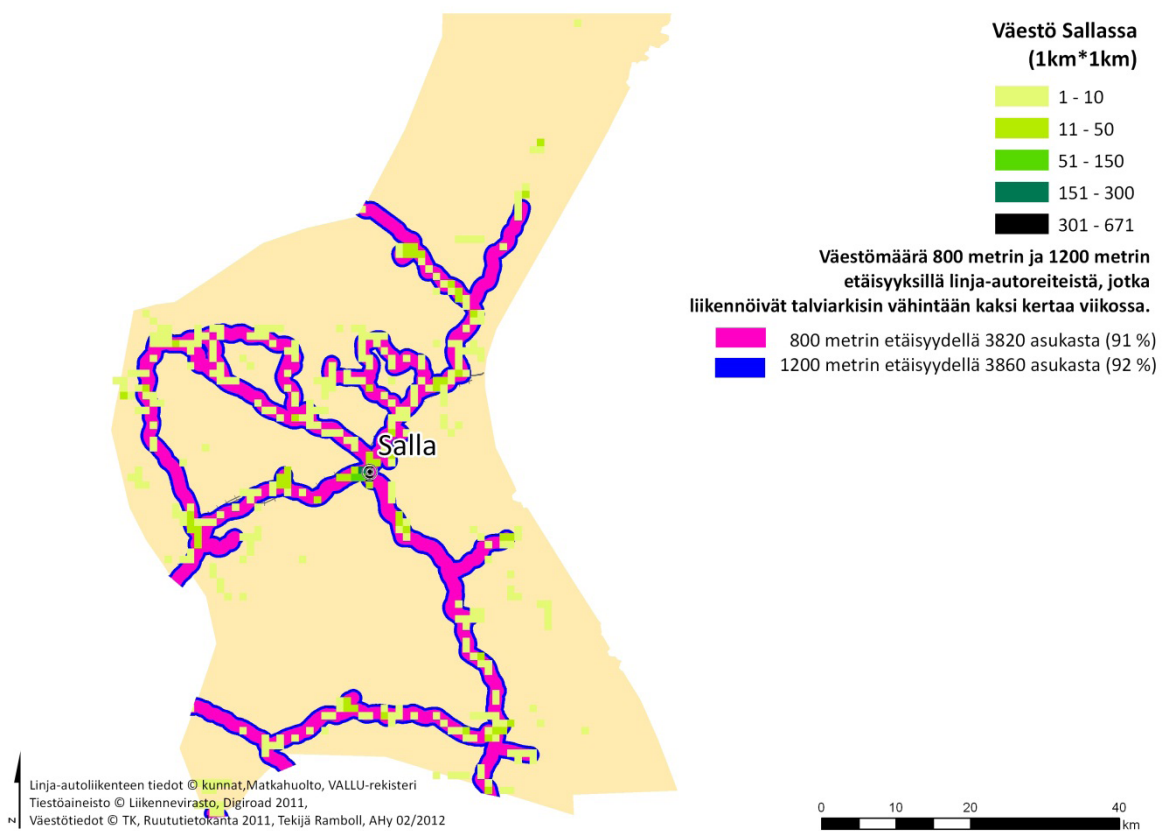 Väestö Sallassa
(1km*1km)
1 - 10
11 - 50
51 - 150
151 - 300
301 - 671
Väestömäärä 800 metrin ja 1200 metrin
etäisyyksillä linja-autoreiteistä, jotka
liikennöivät talviarkisin vähintään kaksi kertaa viikossa.
800 metrin etäisyydellä 3820 asukasta (91 %)
1200 metrin etäisyydellä 3860 asukasta (92 %)
Salla
Linja-autoliikenteen tiedot © kunnat,Matkahuolto, VALLU-rekisteri
Tiestöaineisto © Liikennevirasto, Digiroad 2011,
Väestötiedot © TK, Ruututietokanta 2011, Tekijä Ramboll, AHy 02/2012
N
0 10 20 40
km